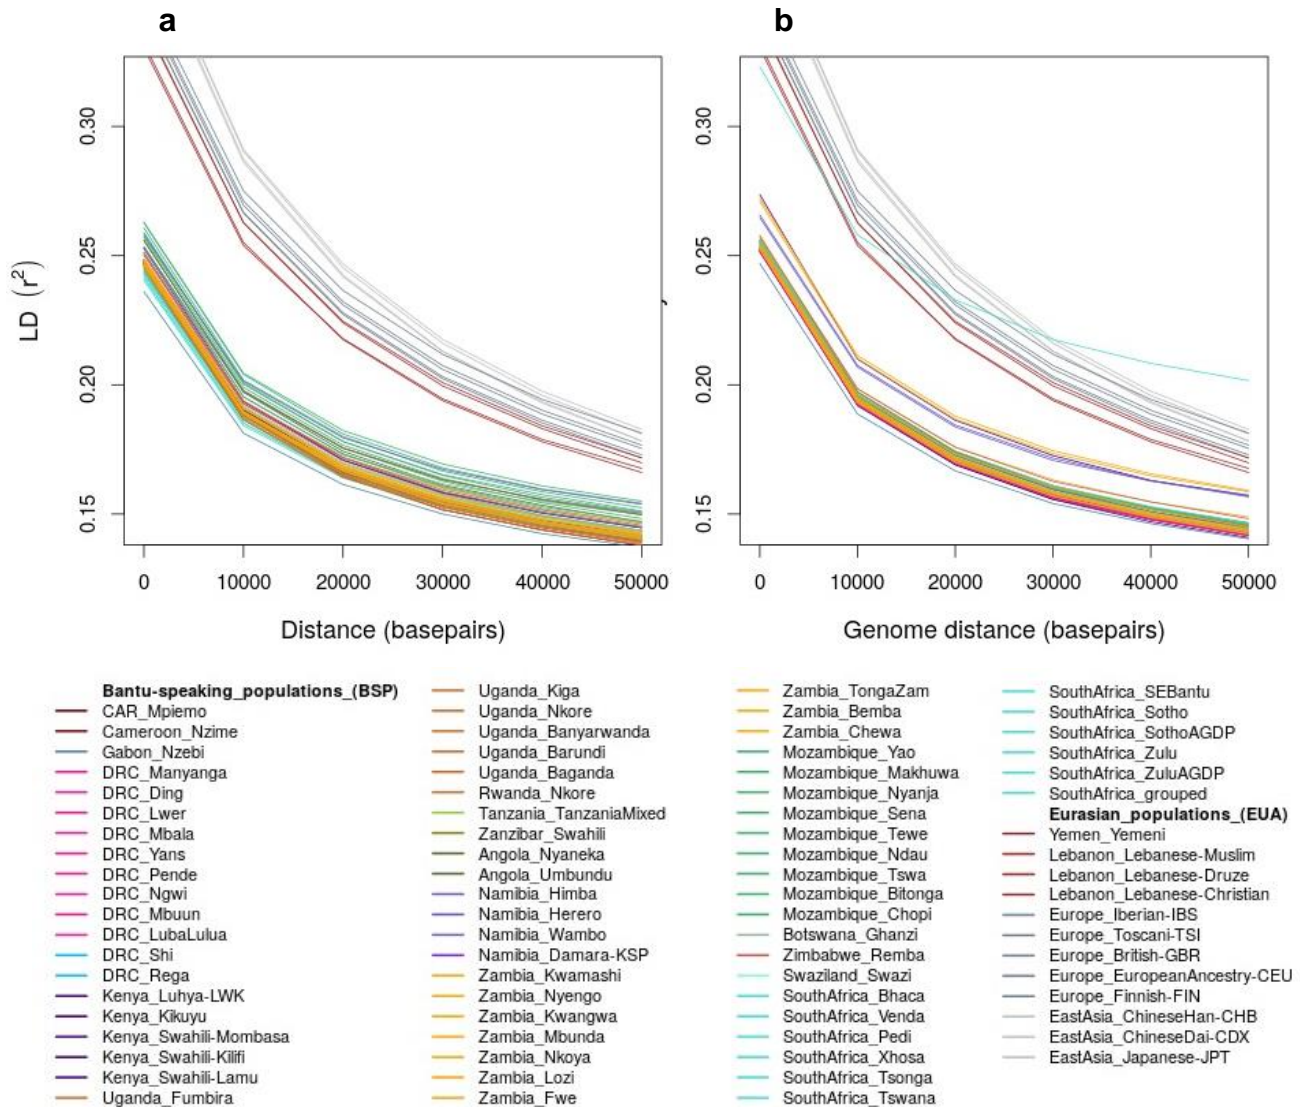 a
b
0.30
0.25
0.20
0.15
LD (r²)
0 10000 20000 30000 40000 50000
Distance (basepairs)
0.30
0.25
0.20
0.15
0 10000 20000 30000 40000 50000
Genome distance (basepairs)
Bantu-speaking_populations_(BSP)
CAR_Mpiemo
Cameroon_Nzime
Gabon_Nzebi
DRC_Manyanga
DRC_Ding
DRC_Lwer
DRC_Mbala
DRC_Yans
DRC_Pende
DRC_Ngwi
DRC_Mbuun
DRC_LubaLulua
DRC_Shi
DRC_Rega
Kenya_Luhya-LWK
Kenya_Kikuyu
Kenya_Swahili-Mombasa
Kenya_Swahili-Kilifi
Kenya_Swahili-Lamu
Uganda_Fumbira
Uganda_Kiga
Uganda_Nkore
Uganda_Banyarwanda
Uganda_Barundi
Uganda_Baganda
Rwanda_Nkore
Tanzania_TanzaniaMixed
Zanzibar_Swahili
Angola_Nyaneka
Angola_Umbundu
Namibia_Himba
Namibia_Herero
Namibia_Wambo
Namibia_Damara-KSP
Zambia_Kwamashi
Zambia_Nyengo
Zambia_Kwangwa
Zambia_Mbunda
Zambia_Nkoya
Zambia_Lozi
Zambia_Fwe
Zambia_TongaZam
Zambia_Bemba
Zambia_Chewa
Mozambique_Yao
Mozambique_Makhuwa
Mozambique_Nyanja
Mozambique_Sena
Mozambique_Tewe
Mozambique_Ndau
Mozambique_Tswa
Mozambique_Bitonga
Mozambique_Chopi
Botswana_Ghanzi
Zimbabwe_Remba
Swaziland_Swazi
SouthAfrica_Bhaca
SouthAfrica_Venda
SouthAfrica_Pedi
SouthAfrica_Xhosa
SouthAfrica_Tsonga
SouthAfrica_Tswana
SouthAfrica_SEBantu
SouthAfrica_Sotho
SouthAfrica_SothoAGDP
SouthAfrica_Zulu
SouthAfrica_ZuluAGDP
SouthAfrica_grouped
Eurasian_populations_(EUA)
Yemen_Yemeni
Lebanon_Lebanese-Muslim
Lebanon_Lebanese-Druze
Lebanon_Lebanese-Christian
Europe_Iberian-IBS
Europe_Toscani-TSI
Europe_British-GBR
Europe_EuropeanAncestry-CEU
Europe_Finnish-FIN
EastAsia_ChineseHan-CHB
EastAsia_ChineseDai-CDX
EastAsia_Japanese-JPT